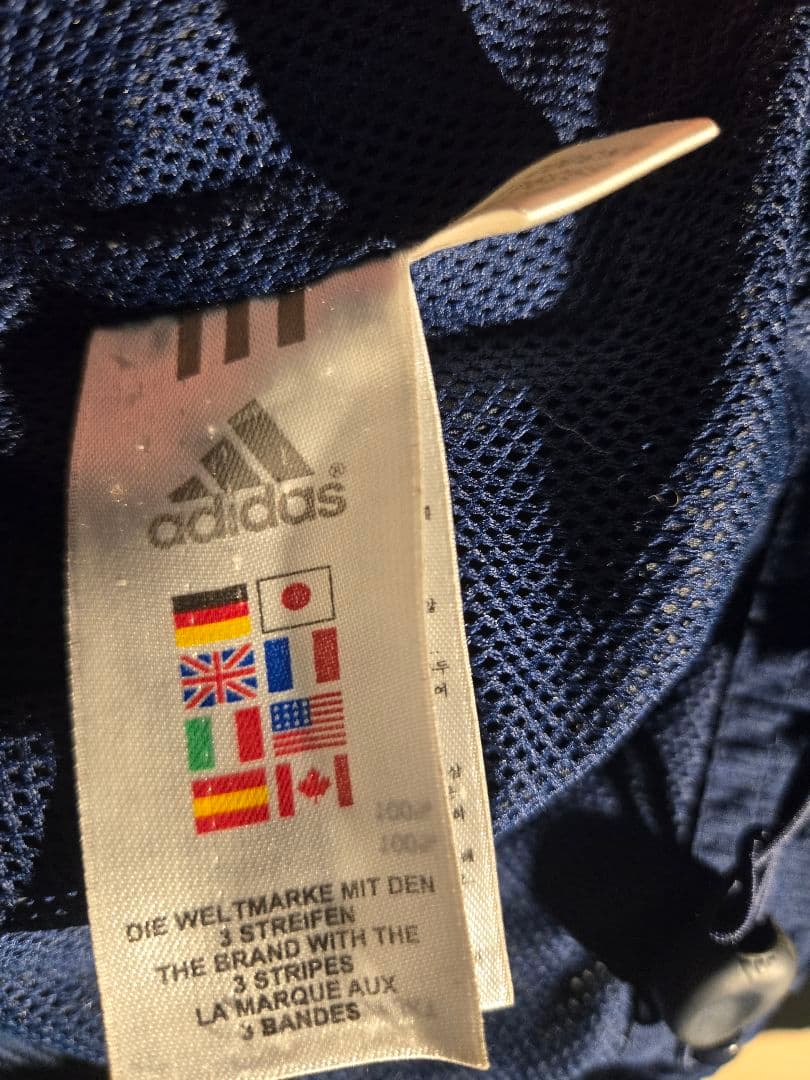 adidas®
DIE WELTMARKE MIT DEN
3 STREIFEN
THE BRAND WITH THE
3 STRIPES
LA MARQUE AUX
3 BANDES